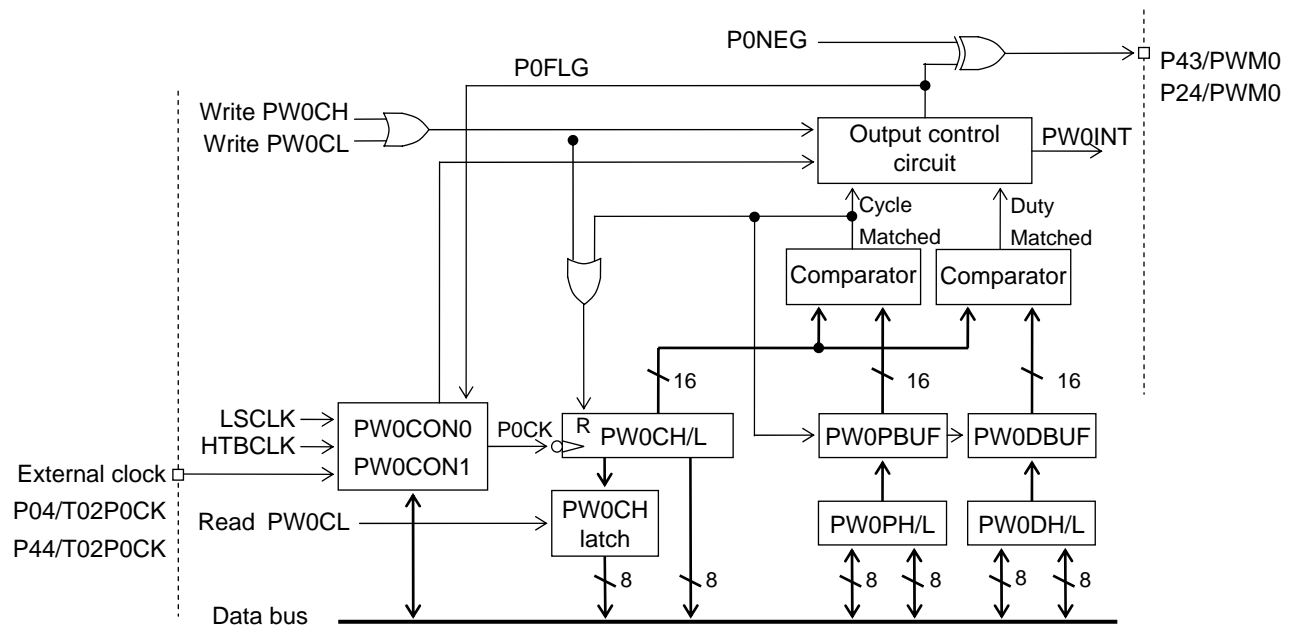 P0NEG
P43/PWM0
P24/PWM0
P0FLG
Write PW0CH
Write PW0CL
Output control
circuit
PW0INT
Cycle
Matched
Duty
Matched
Comparator
Comparator
16
16
16
LSCLK
HTBCLK
External clock
P04/T02P0CK
P44/T02P0CK
PW0CON0
PW0CON1
P0CK
R
PW0CH/L
PW0PBUF
PW0DBUF
Read PW0CL
PW0CH
latch
PW0PH/L
PW0DH/L
8
8
8
8
8
8
Data bus